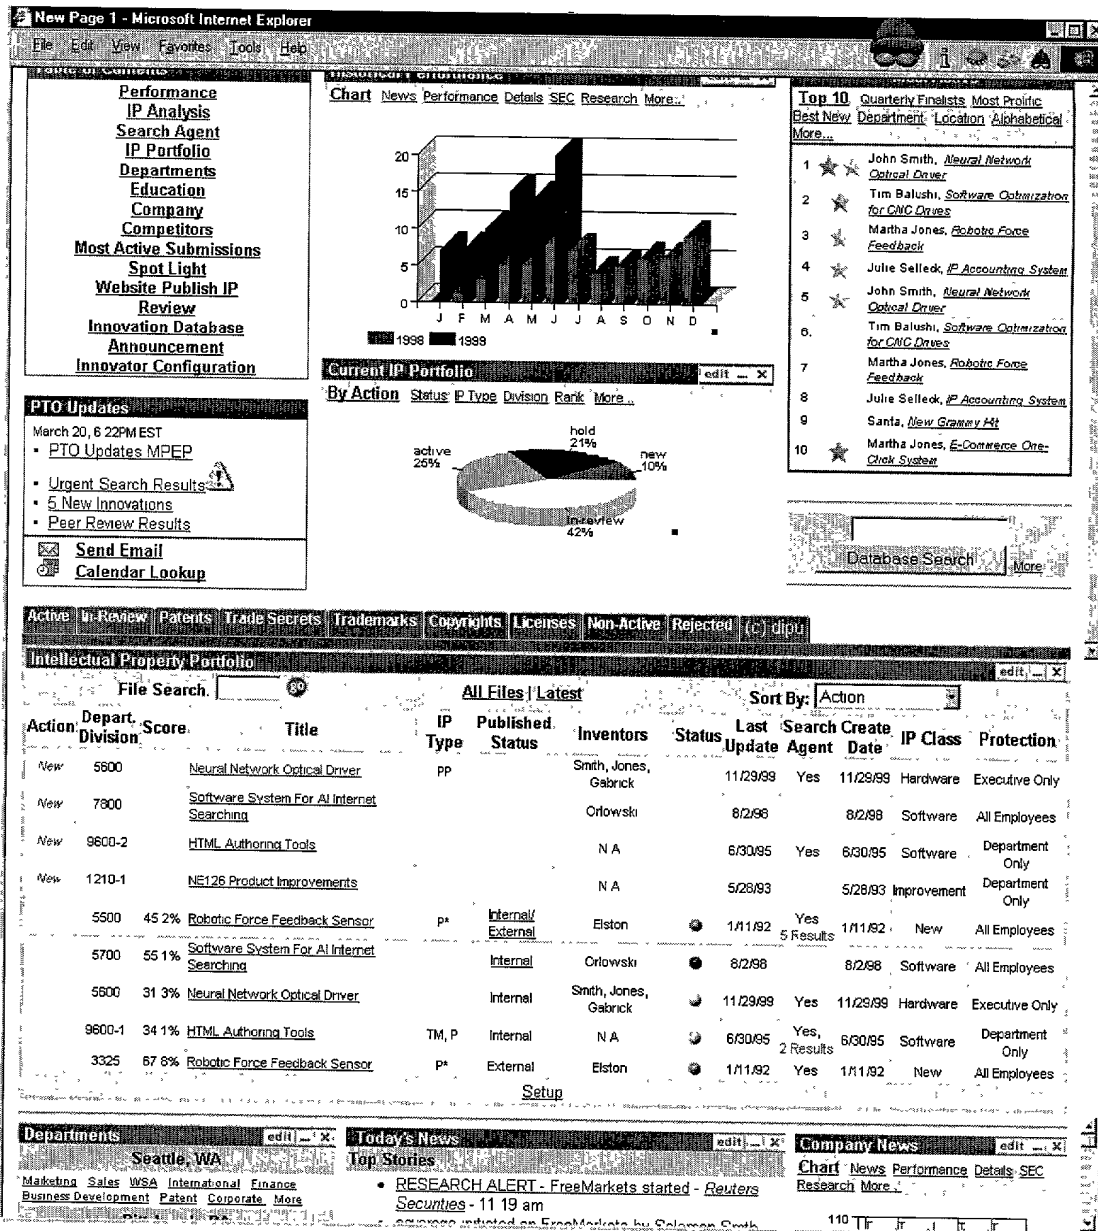 New Page 1 - Microsoft Internet Explorer
File Edit View Favorites Tools Help
Table of Contents
Performance
IP Analysis
Search Agent
IP Portfolio
Departments
Education
Company
Competitors
Most Active Submissions
Spot Light
Website Publish IP
Review
Innovation Database
Announcement
Innovator Configuration
PTO Updates
March 20, 6 22PM EST
PTO Updates MPEP
Urgent Search Results
5 New Innovations
Peer Review Results
Send Email
Calendar Lookup
Historical Performance
Chart News Performance Details SEC Research More..
20
15
10
5
0
J F M A M J J A S O N D
1998 1999
Current IP Portfolio edit
By Action Status IP Type Division Rank More..
active
25%
hold
21%
new
10%
in-review
42%
Top 10 Quarterly Finalists Most Prolific
Best New Department Location Alphabetical
More...
1 John Smith, Neural Network
Optical Driver
2 Tim Balushi, Software Optimization
for CNC Drives
3 Martha Jones, Robotic Force
Feedback
4 Julie Selleck, IP Accounting System
5 John Smith, Neural Network
Optical Driver
6. Tim Balushi, Software Optimization
for CNC Drives
7 Martha Jones, Robotic Force
Feedback
8 Julie Selleck, IP Accounting System
9 Santa, New Grammy Hit
10 Martha Jones, E-Commerce One-
Click System
Database Search More
Active In-Review Patents Trade Secrets Trademarks Copyrights Licenses Non-Active Rejected (c) dipu
Intellectual Property Portfolio edit
File Search. go All Files | Latest Sort By: Action
Action Depart. Division Score Title IP Type Published Status Inventors Status Last Update Search Agent Create Date IP Class Protection
New 5600 Neural Network Optical Driver PP Smith, Jones, Gabrick 11/29/99 Yes 11/29/99 Hardware Executive Only
New 7800 Software System For AI Internet Searching Orlowski 8/2/98 8/2/98 Software All Employees
New 9600-2 HTML Authoring Tools N A 6/30/95 Yes 6/30/95 Software Department Only
New 1210-1 NE126 Product Improvements N A 5/28/93 5/28/93 Improvement Department Only
5500 45 2% Robotic Force Feedback Sensor P* Internal/ External Elston 1/11/92 Yes 5 Results 1/11/92 New All Employees
5700 55 1% Software System For AI Internet Searching Internal Orlowski 8/2/98 8/2/98 Software All Employees
5600 31 3% Neural Network Optical Driver Internal Smith, Jones, Gabrick 11/29/99 Yes 11/29/99 Hardware Executive Only
9600-1 34 1% HTML Authoring Tools TM, P Internal N A 6/30/95 Yes, 2 Results 6/30/95 Software Department Only
3325 67 8% Robotic Force Feedback Sensor P* External Elston 1/11/92 Yes 1/11/92 New All Employees
Setup
Departments edit
Seattle, WA
Marketing Sales WSA International Finance
Business Development Patent Corporate More
Today's News edit
Top Stories
RESEARCH ALERT - FreeMarkets started - Reuters
Securities - 11 19 am
coverage initiated on FreeMarkets by Salomon Smith
Company News edit
Chart News Performance Details SEC
Research More..
110